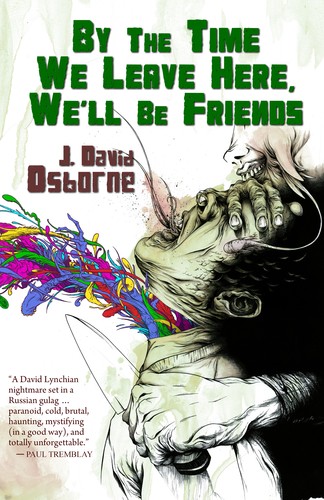 BY THE TIME
WE LEAVE HERE,
WE'LL BE FRIENDS
J. DAVID
OSBORNE
“A David Lynchian
nightmare set in a
Russian gulag …
paranoid, cold, brutal,
haunting, mystifying
(in a good way), and
totally unforgettable.”
— PAUL TREMBLAY